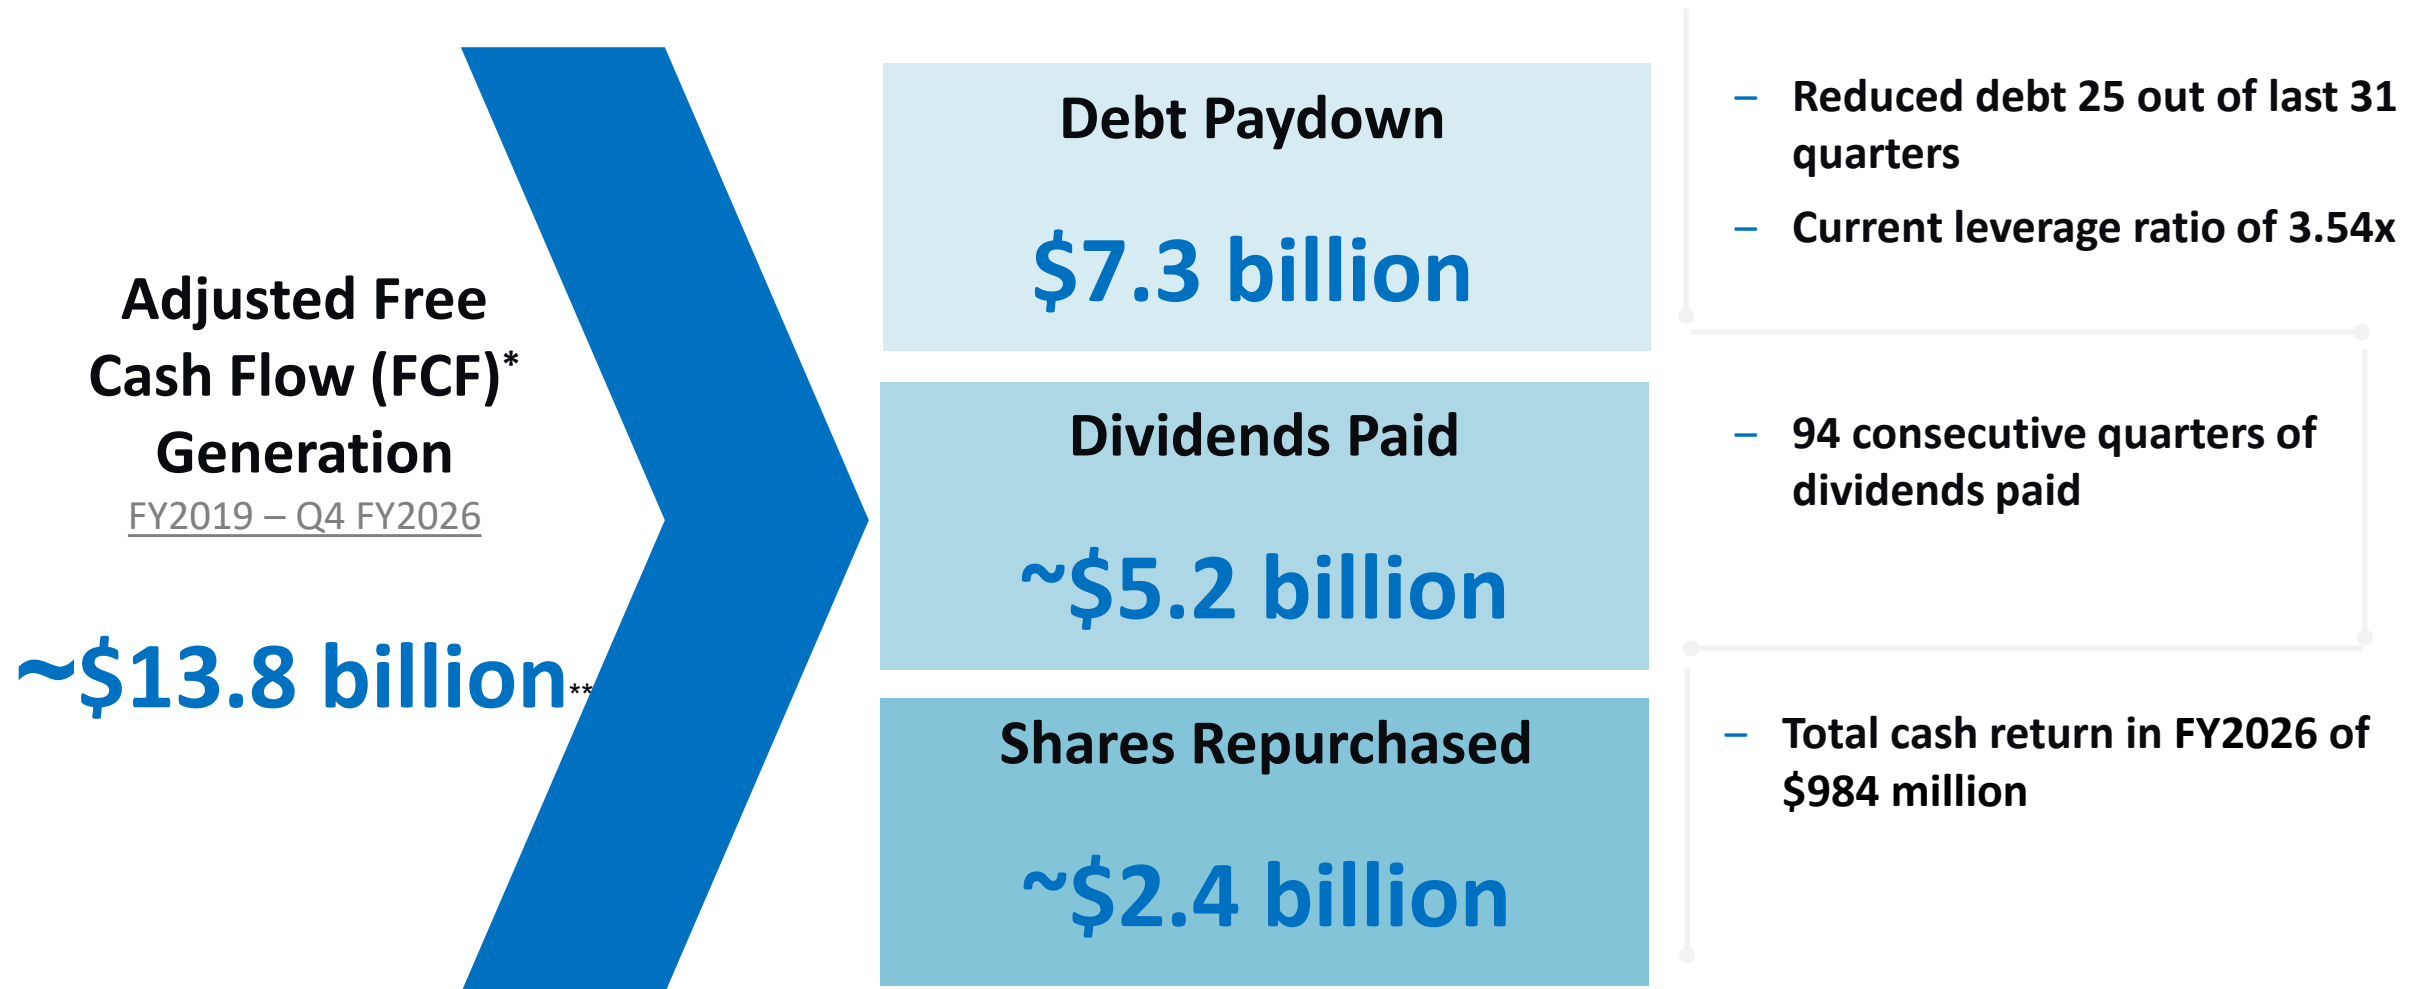 Adjusted Free
Cash Flow (FCF)*
Generation
FY2019 – Q4 FY2026
~$13.8 billion**
Debt Paydown
$7.3 billion
– Reduced debt 25 out of last 31
quarters
– Current leverage ratio of 3.54x
Dividends Paid
~$5.2 billion
– 94 consecutive quarters of
dividends paid
Shares Repurchased
~$2.4 billion
– Total cash return in FY2026 of
$984 million